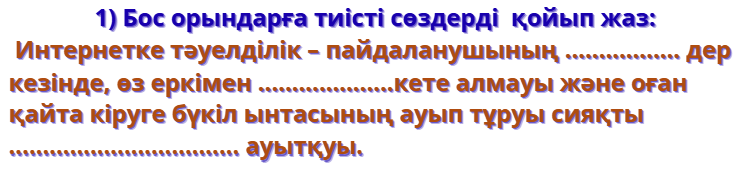 1) Бос орындарға тиісті сөздерді қойып жаз:
Интернетке тәуелділік – пайдаланушының ................. дер
кезінде, өз еркімен ....................кете алмауы және оған
қайта кіруге бүкіл ынтасының ауып тұруы сияқты
.................................. ауытқуы.